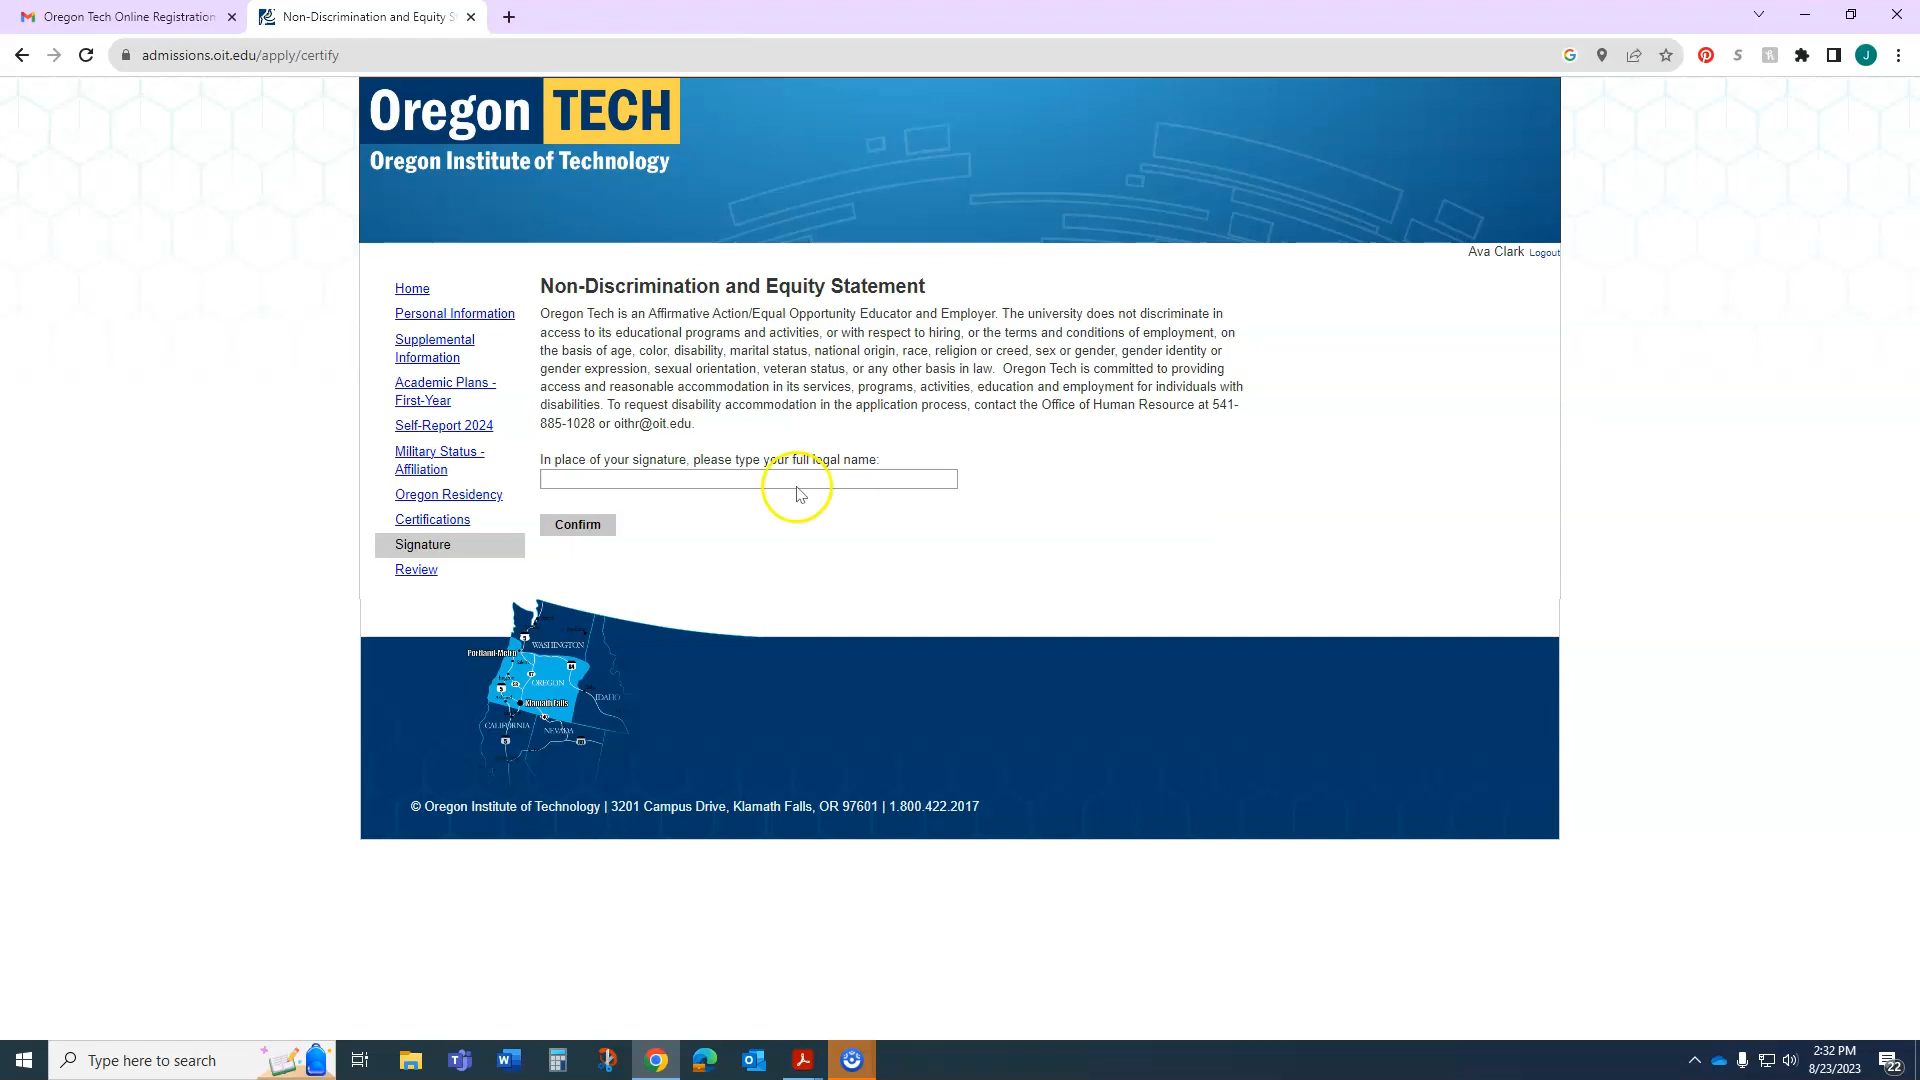 Oregon Tech Online Registration
Non-Discrimination and Equity S
admissions.oit.edu/apply/certify
J
Oregon TECH
Oregon Institute of Technology
Ava Clark Logout
Home
Personal Information
Supplemental
Information
Academic Plans -
First-Year
Self-Report 2024
Military Status -
Affiliation
Oregon Residency
Certifications
Signature
Review
Non-Discrimination and Equity Statement
Oregon Tech is an Affirmative Action/Equal Opportunity Educator and Employer. The university does not discriminate in
access to its educational programs and activities, or with respect to hiring, or the terms and conditions of employment, on
the basis of age, color, disability, marital status, national origin, race, religion or creed, sex or gender, gender identity or
gender expression, sexual orientation, veteran status, or any other basis in law. Oregon Tech is committed to providing
access and reasonable accommodation in its services, programs, activities, education and employment for individuals with
disabilities. To request disability accommodation in the application process, contact the Office of Human Resource at 541-
885-1028 or oithr@oit.edu.
In place of your signature, please type your full legal name:
Confirm
WASHINGTON
Portland-Metro
OREGON
IDAHO
Klamath Falls
CALIFORNIA
NEVADA
© Oregon Institute of Technology | 3201 Campus Drive, Klamath Falls, OR 97601 | 1.800.422.2017
Type here to search
2:32 PM
8/23/2023
22